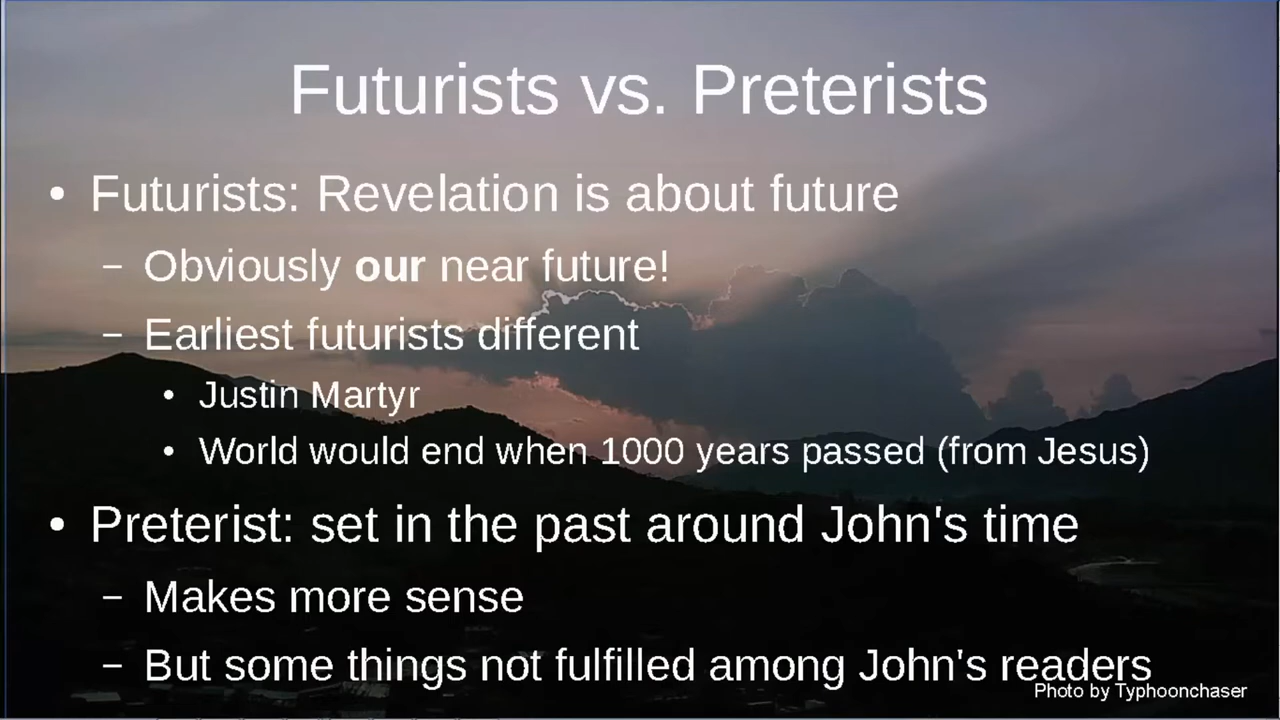 Futurists vs. Preterists
• Futurists: Revelation is about future
– Obviously our near future!
– Earliest futurists different
• Justin Martyr
• World would end when 1000 years passed (from Jesus)
• Preterist: set in the past around John's time
– Makes more sense
– But some things not fulfilled among John's readers
Photo by Typhoonchaser